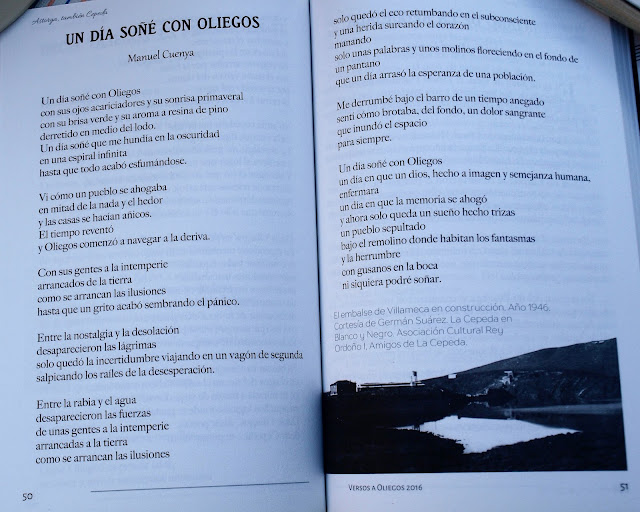 Astorga, también Cepeda
UN DÍA SOÑÉ CON OLIEGOS
Manuel Cuenya
Un día soñé con Oliegos
con sus ojos acariciadores y su sonrisa primaveral
con su brisa verde y su aroma a resina de pino
derretido en medio del lodo.
Un día soñé que me hundía en la oscuridad
en una espiral infinita
hasta que todo acabó esfumándose.
Vi cómo un pueblo se ahogaba
en mitad de la nada y el hedor
y las casas se hacían añicos.
El tiempo reventó
y Oliegos comenzó a navegar a la deriva.
Con sus gentes a la intemperie
arrancados de la tierra
como se arrancan las ilusiones
hasta que un grito acabó sembrando el pánico.
Entre la nostalgia y la desolación
desaparecieron las lágrimas
solo quedó la incertidumbre viajando en un vagón de segunda
salpicando los raíles de la desesperación.
Entre la rabia y el agua
desaparecieron las fuerzas
de unas gentes a la intemperie
arrancadas a la tierra
como se arrancan las ilusiones
50
solo quedó el eco retumbando en el subconsciente
y una herida surcando el corazón
manando
solo unas palabras y unos molinos floreciendo en el fondo de
un pantano
que un día arrasó la esperanza de una población.
Me derrumbé bajo el barro de un tiempo anegado
sentí cómo brotaba, del fondo, un dolor sangrante
que inundó el espacio
para siempre.
Un día soñé con Oliegos
un día en que un dios, hecho a imagen y semejanza humana,
enfermara
un día en que la memoria se ahogó
y ahora solo queda un sueño hecho trizas
un pueblo sepultado
bajo el remolino donde habitan los fantasmas
y la herrumbre
con gusanos en la boca
ni siquiera podré soñar.
El embalse de Villameca en construcción, Año 1946.
Cortesía de Germán Suárez, La Cepeda en
Blanco y Negro. Asociación Cultural Rey
Ordoño I, Amigos de La Cepeda.
VERSOS A OLIEGOS 2016
51